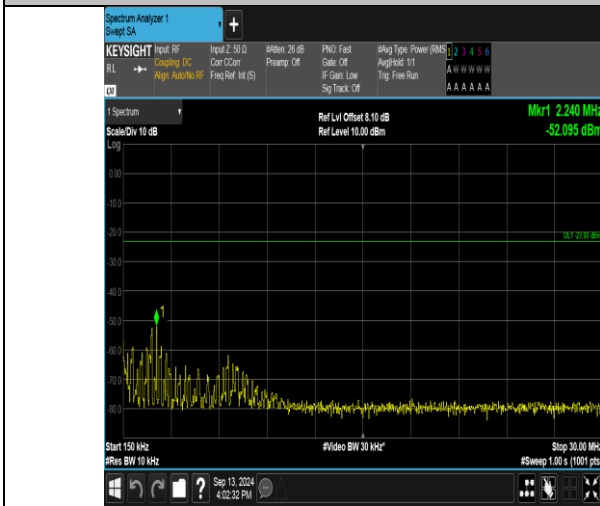 Spectrum Analyzer 1
Swept SA
+
KEYSIGHT Input: RF Input Z: 50 Ω #Atten: 26 dB PNO: Fast #Avg Type: Power (RMS 1 2 3 4 5 6
RL Coupling: DC Corr CCorr Preamp: Off Gate: Off Avg|Hold: 1/1 A W W W W W
Align: Auto/No RF Freq Ref: Int (S) IF Gain: Low Trig: Free Run
Sig Track: Off A A A A A A
1 Spectrum Ref Lvl Offset 8.10 dB Mkr1 2.240 MHz
Scale/Div 10 dB Ref Level 10.00 dBm -52.095 dBm
Log
0.00
-10.0
-20.0
DL1 -23.00 dBm
-30.0
-40.0
1
-60.0
-70.0
-80.0
Start 150 kHz #Video BW 30 kHz* Stop 30.00 MHz
#Res BW 10 kHz #Sweep 1.00 s (1001 pts
? Sep 13, 2024
4:02:32 PM